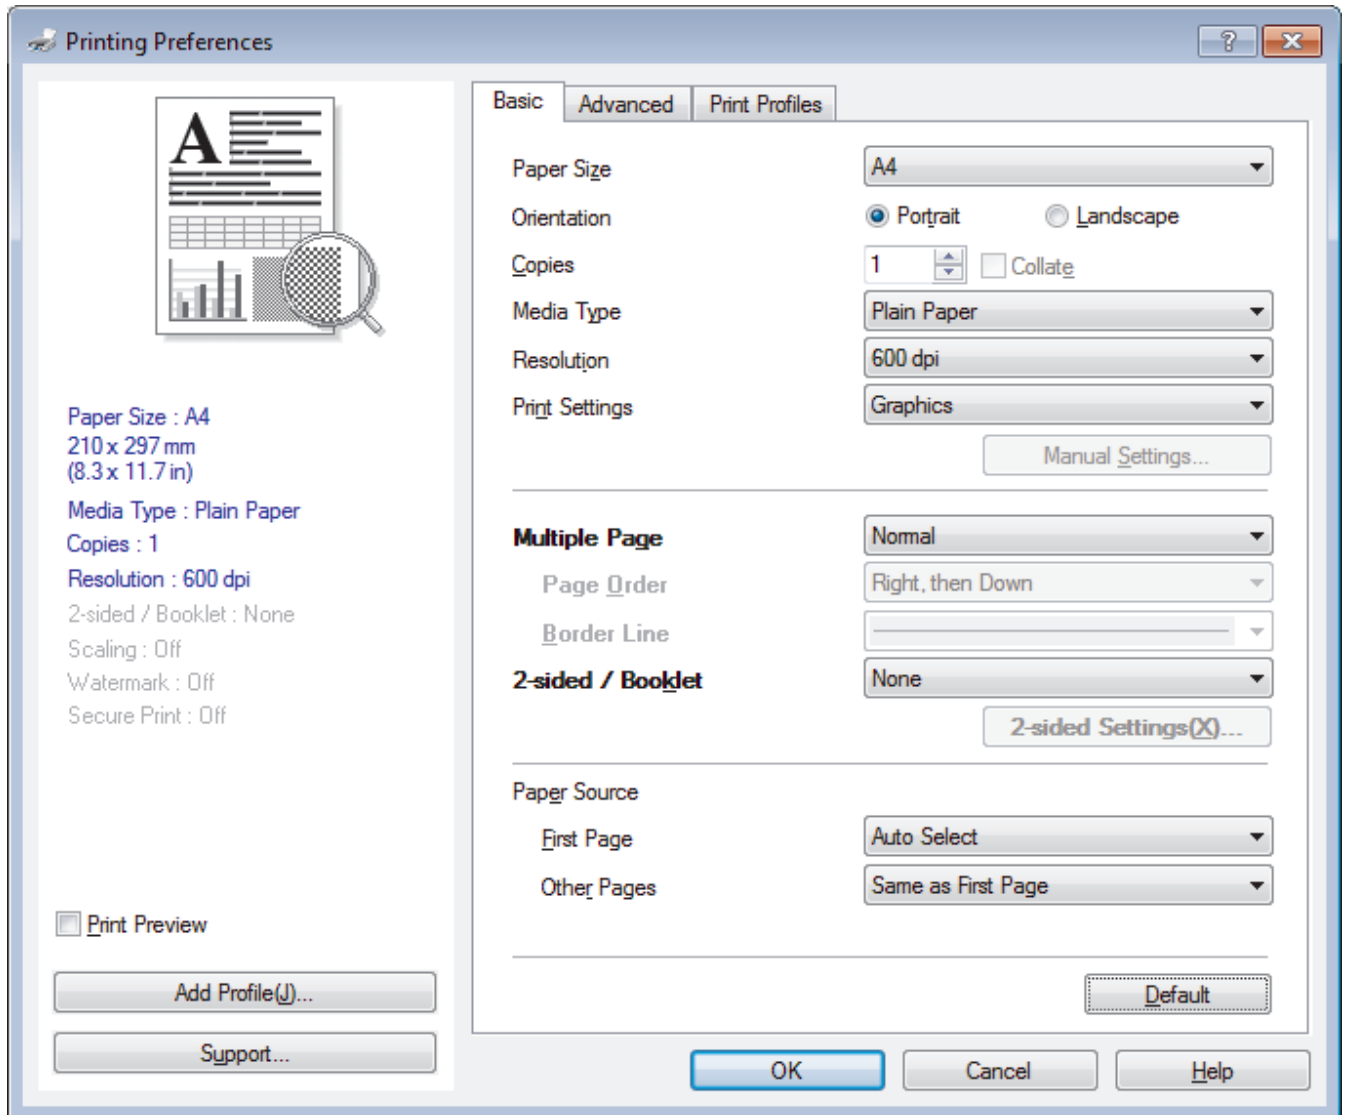 Printing Preferences
Basic
Advanced
Print Profiles
A
Paper Size
A4
Orientation
Portrait
Landscape
Copies
1
Collate
Media Type
Plain Paper
Resolution
600 dpi
Print Settings
Graphics
Manual Settings...
Multiple Page
Normal
Page Order
Right, then Down
Border Line
2-sided / Booklet
None
2-sided Settings(X)...
Paper Source
First Page
Auto Select
Other Pages
Same as First Page
Default
Paper Size : A4
210 x 297 mm
(8.3 x 11.7 in)
Media Type : Plain Paper
Copies : 1
Resolution : 600 dpi
2-sided / Booklet : None
Scaling : Off
Watermark : Off
Secure Print : Off
Print Preview
Add Profile(J)...
Support...
OK
Cancel
Help